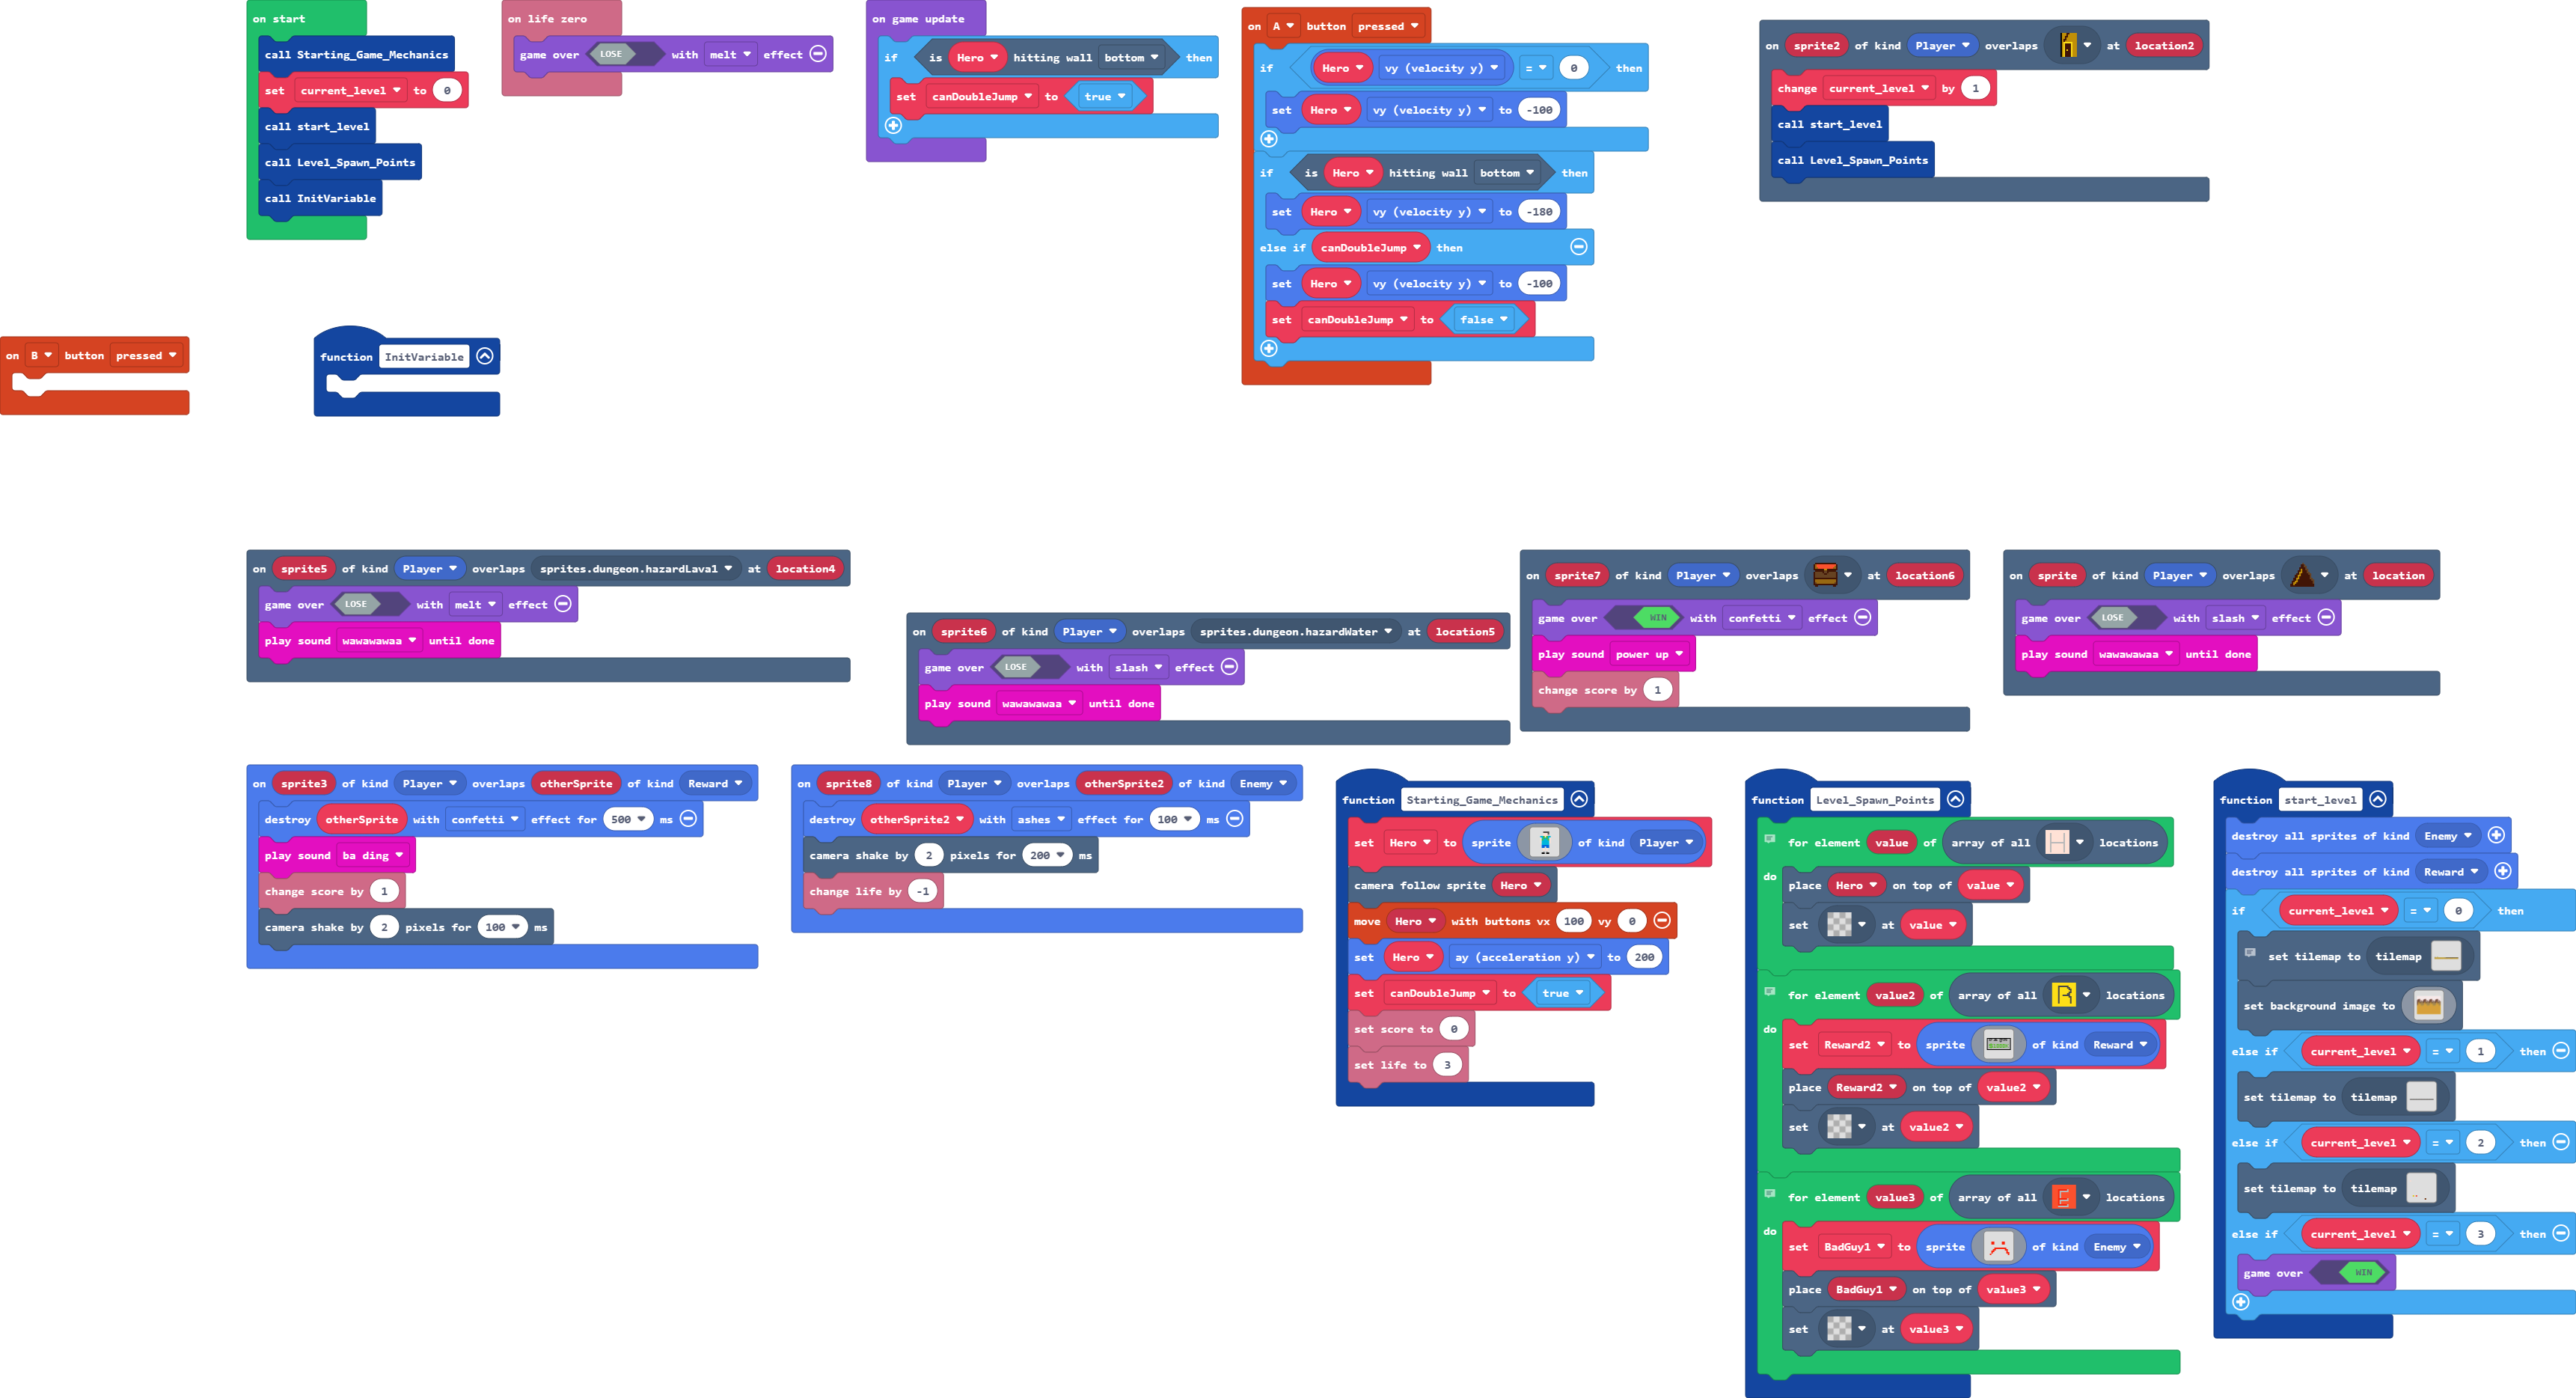 on start
call Starting_Game_Mechanics
set current_level to 0
call start_level
call Level_Spawn_Points
call InitVariable
on life zero
game over LOSE with melt effect
on game update
if is Hero hitting wall bottom then
set canDoubleJump to true
on A button pressed
if Hero vy (velocity y) = 0 then
set Hero vy (velocity y) to -100
if is Hero hitting wall bottom then
set Hero vy (velocity y) to -180
else if canDoubleJump then
set Hero vy (velocity y) to -100
set canDoubleJump to false
on sprite2 of kind Player overlaps at location2
change current_level by 1
call start_level
call Level_Spawn_Points
on B button pressed
function InitVariable
on sprite5 of kind Player overlaps sprites.dungeon.hazardLava1 at location4
game over LOSE with melt effect
play sound wawawawaa until done
on sprite6 of kind Player overlaps sprites.dungeon.hazardWater at location5
game over LOSE with slash effect
play sound wawawawaa until done
on sprite7 of kind Player overlaps at location6
game over WIN with confetti effect
play sound power up
change score by 1
on sprite of kind Player overlaps at location
game over LOSE with slash effect
play sound wawawawaa until done
on sprite3 of kind Player overlaps otherSprite of kind Reward
destroy otherSprite with confetti effect for 500 ms
play sound ba ding
change score by 1
camera shake by 2 pixels for 100 ms
on sprite8 of kind Player overlaps otherSprite2 of kind Enemy
destroy otherSprite2 with ashes effect for 100 ms
camera shake by 2 pixels for 200 ms
change life by -1
function Starting_Game_Mechanics
set Hero to sprite of kind Player
camera follow sprite Hero
move Hero with buttons vx 100 vy 0
set Hero ay (acceleration y) to 200
set canDoubleJump to true
set score to 0
set life to 3
function Level_Spawn_Points
for element value of array of all H locations
do
place Hero on top of value
set at value
for element value2 of array of all R locations
do
set Reward2 to sprite of kind Reward
place Reward2 on top of value2
set at value2
for element value3 of array of all E locations
do
set BadGuy1 to sprite of kind Enemy
place BadGuy1 on top of value3
set at value3
function start_level
destroy all sprites of kind Enemy
destroy all sprites of kind Reward
if current_level = 0 then
set tilemap to tilemap
set background image to
else if current_level = 1 then
set tilemap to tilemap
else if current_level = 2 then
set tilemap to tilemap
else if current_level = 3 then
game over WIN